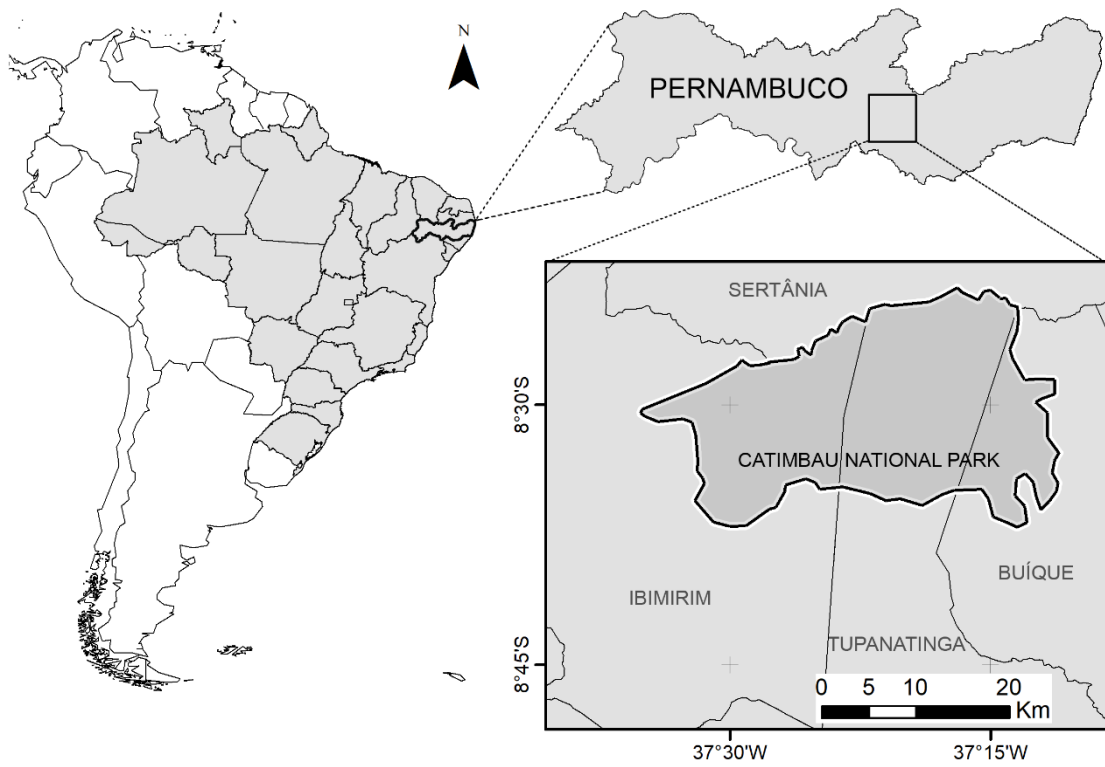 N
PERNAMBUCO
SERTÂNIA
8°30'S
CATIMBAU NATIONAL PARK
BUÍQUE
IBIMIRIM
TUPANATINGA
8°45'S
0 5 10 20
Km
37°30'W 37°15'W